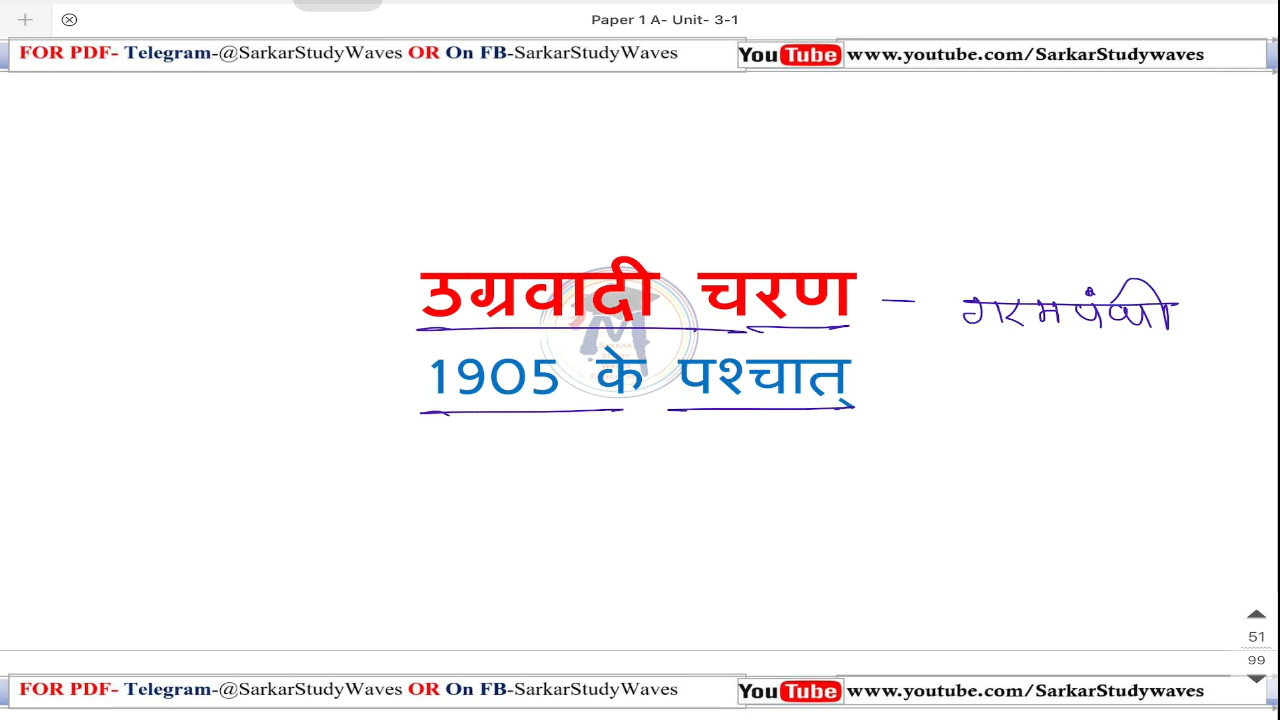 Paper 1 A- Unit- 3-1
FOR PDF- Telegram-@SarkarStudyWaves OR On FB-SarkarStudyWaves YouTube www.youtube.com/SarkarStudywaves
उग्रवादी चरण - गरमपंथी
1905 के पश्चात्
51
99
FOR PDF- Telegram-@SarkarStudyWaves OR On FB-SarkarStudyWaves YouTube www.youtube.com/SarkarStudywaves